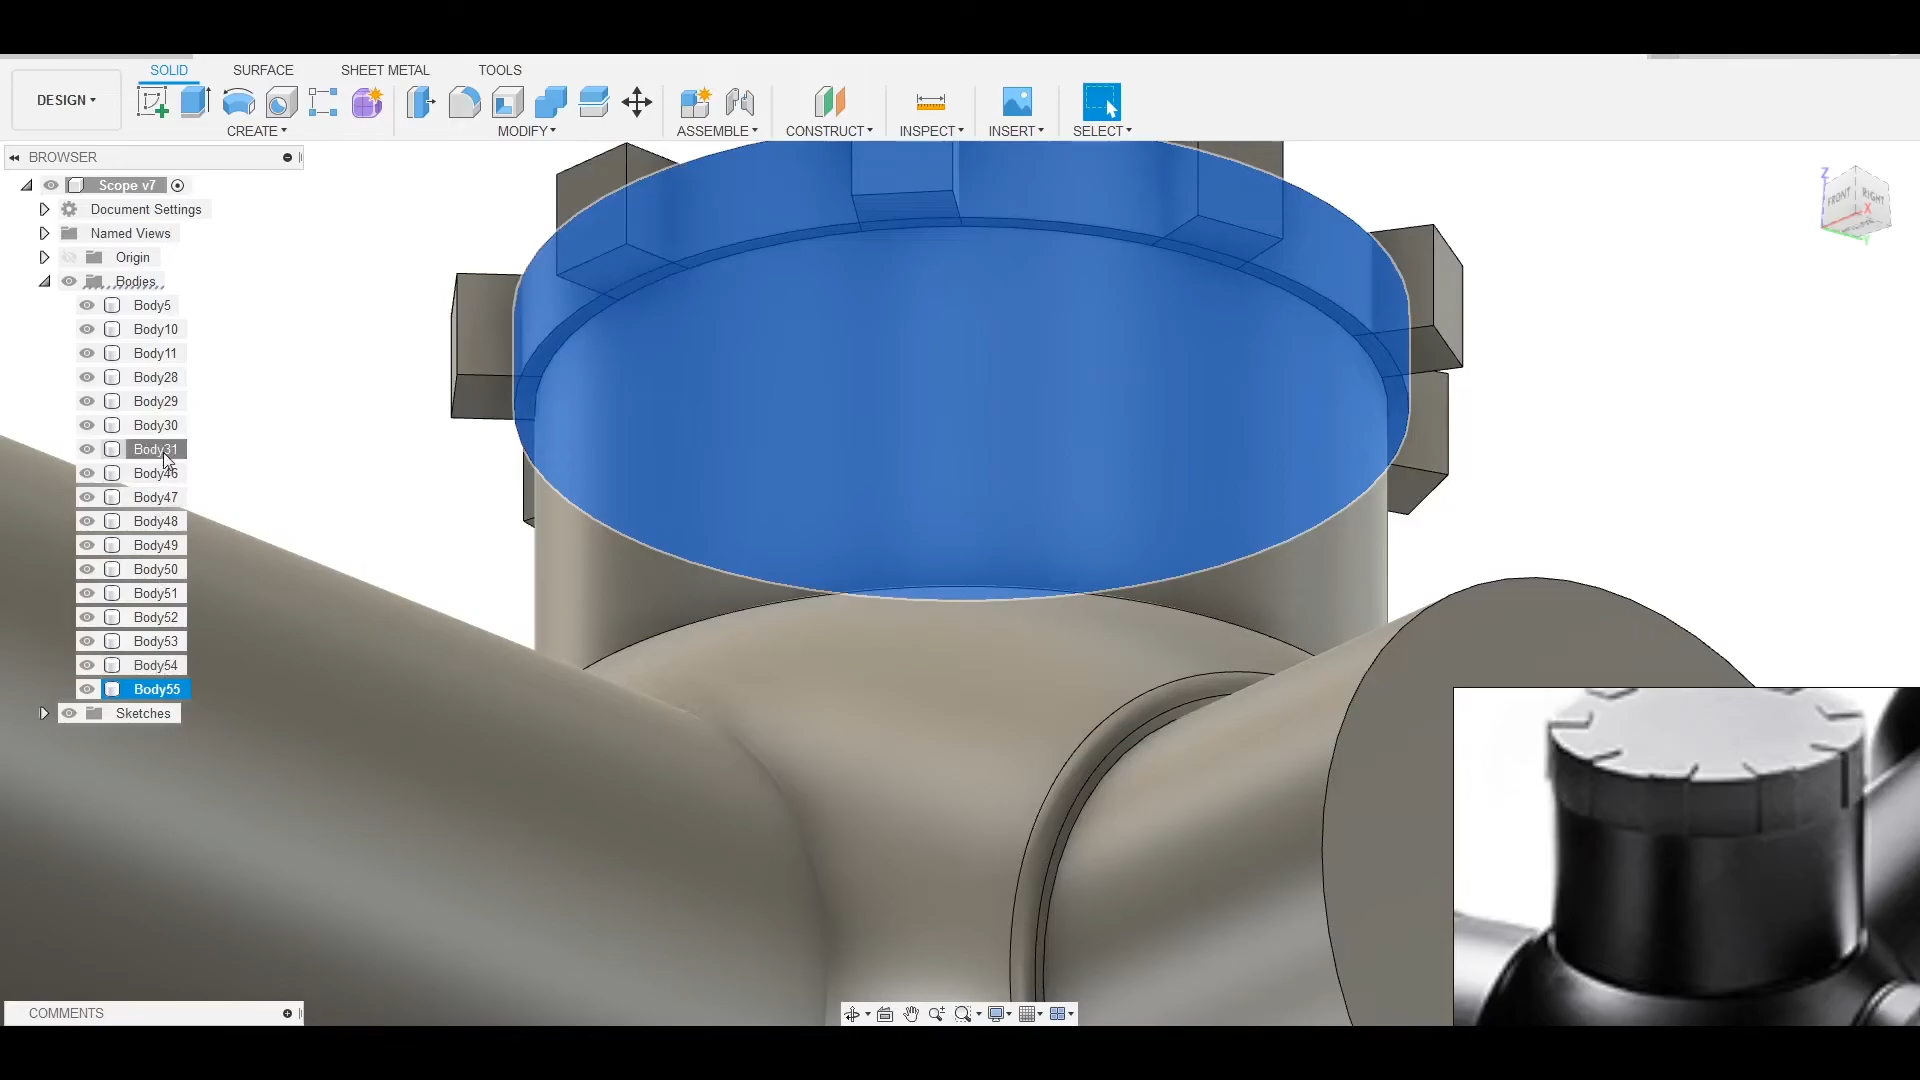 SOLID SURFACE SHEET METAL TOOLS
DESIGN
CREATE MODIFY ASSEMBLE CONSTRUCT INSPECT INSERT SELECT
BROWSER
Scope v7
Document Settings
Named Views
Origin
Bodies
Body5
Body10
Body11
Body28
Body29
Body30
Body31
Body46
Body47
Body48
Body49
Body50
Body51
Body52
Body53
Body54
Body55
Sketches
Z
FRONT RIGHT
X
Y
COMMENTS